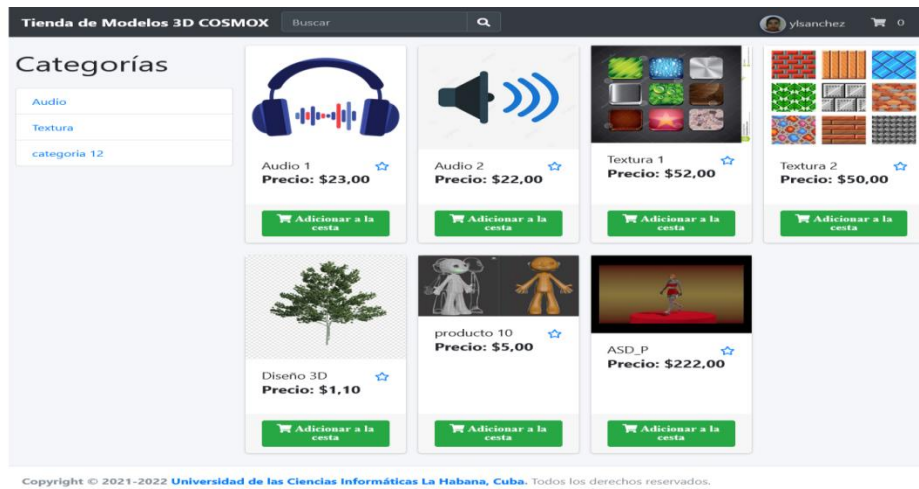 Tienda de Modelos 3D COSMOX
Buscar
ylsanchez
0
Categorías
Audio
Textura
categoria 12
Audio 1
Precio: $23,00
Adicionar a la
cesta
Audio 2
Precio: $22,00
Adicionar a la
cesta
Textura 1
Precio: $52,00
Adicionar a la
cesta
Textura 2
Precio: $50,00
Adicionar a la
cesta
Diseño 3D
Precio: $1,10
Adicionar a la
cesta
producto 10
Precio: $5,00
Adicionar a la
cesta
ASD_P
Precio: $222,00
Adicionar a la
cesta
Copyright © 2021-2022 Universidad de las Ciencias Informáticas La Habana, Cuba. Todos los derechos reservados.